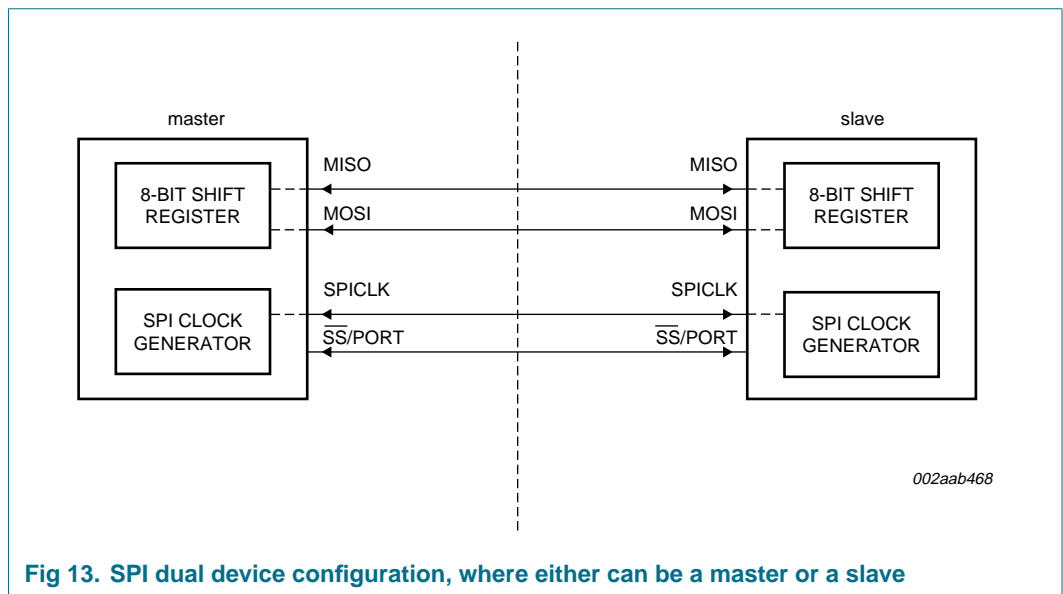 master
slave
8-BIT SHIFT
REGISTER
MISO
MISO
MOSI
MOSI
8-BIT SHIFT
REGISTER
SPI CLOCK
GENERATOR
SPICLK
SPICLK
S̅S̅/PORT
S̅S̅/PORT
SPI CLOCK
GENERATOR
002aab468
Fig 13. SPI dual device configuration, where either can be a master or a slave